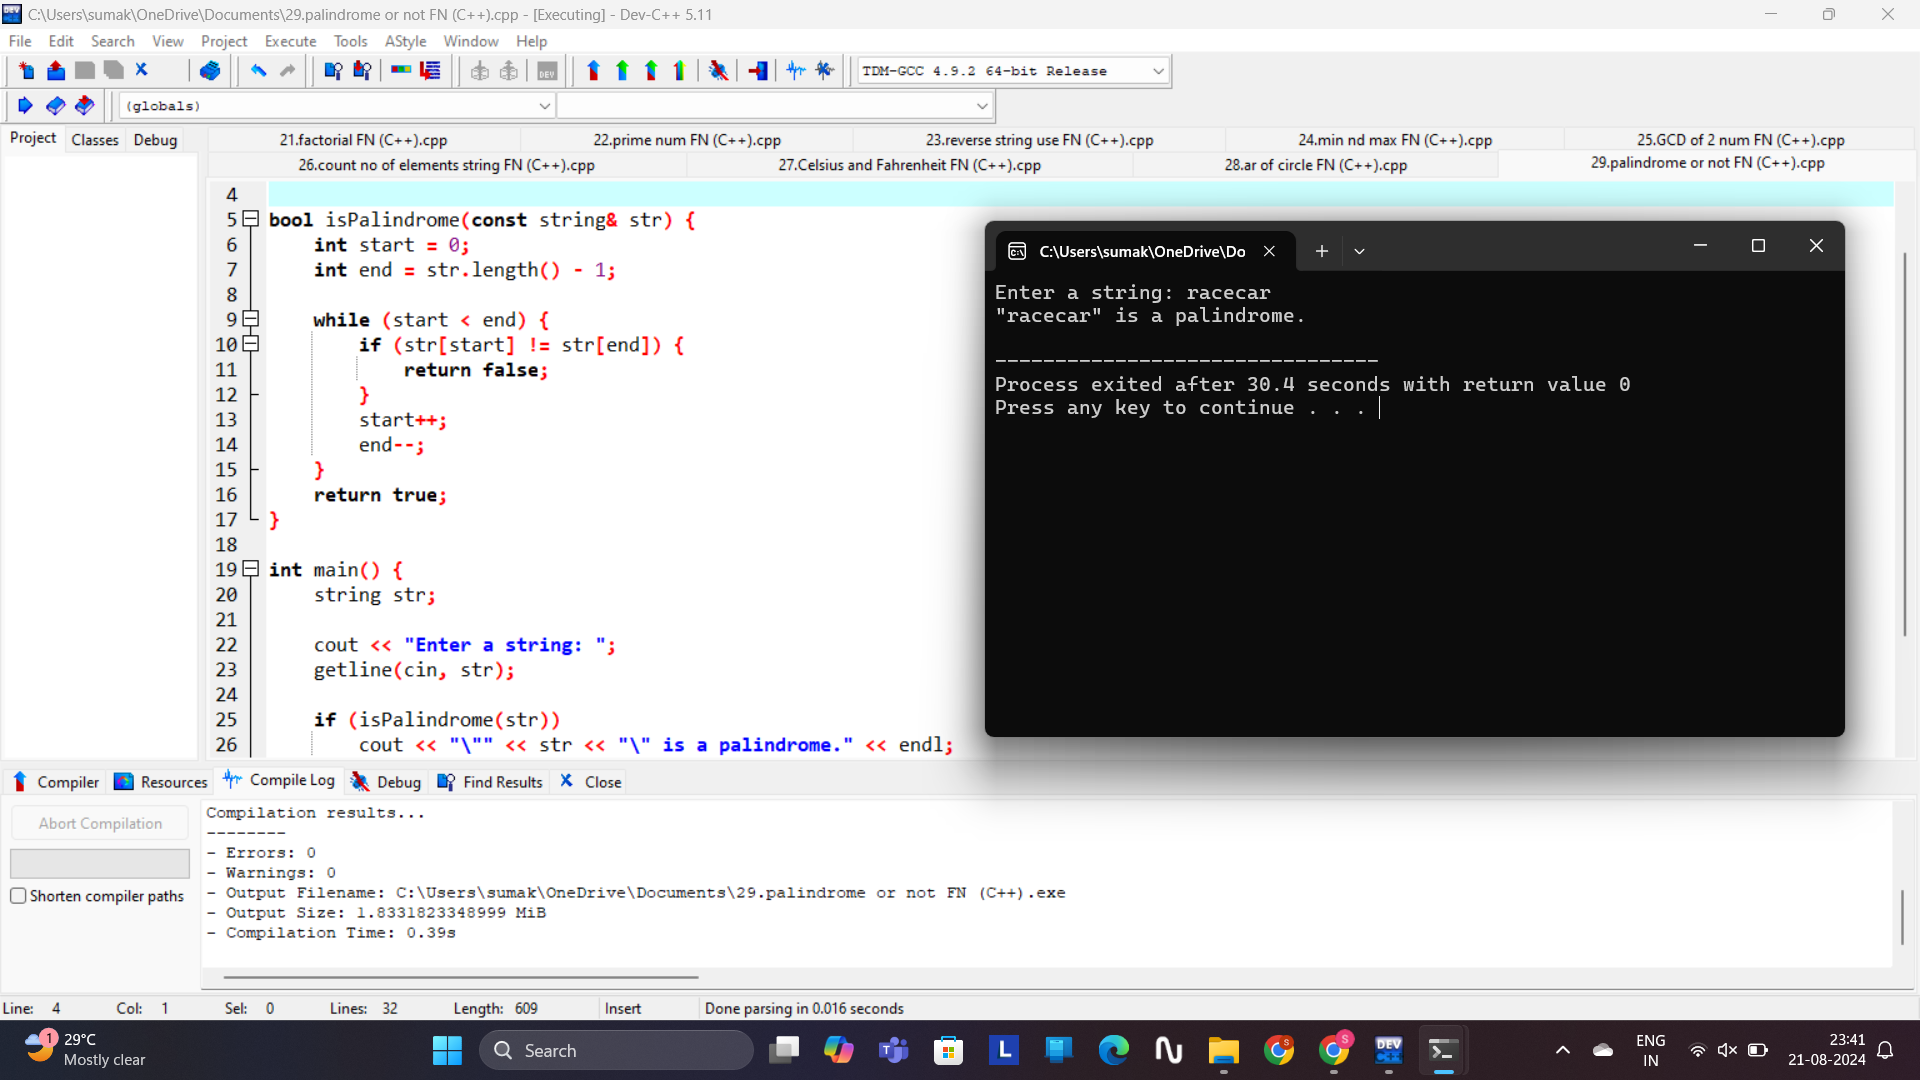 C:\Users\sumak\OneDrive\Documents\29.palindrome or not FN (C++).cpp - [Executing] - Dev-C++ 5.11
File Edit Search View Project Execute Tools AStyle Window Help
TDM-GCC 4.9.2 64-bit Release
(globals)
Project Classes Debug
21.factorial FN (C++).cpp 22.prime num FN (C++).cpp 23.reverse string use FN (C++).cpp 24.min nd max FN (C++).cpp 25.GCD of 2 num FN (C++).cpp
26.count no of elements string FN (C++).cpp 27.Celsius and Fahrenheit FN (C++).cpp 28.ar of circle FN (C++).cpp 29.palindrome or not FN (C++).cpp
4
5 bool isPalindrome(const string& str) {
6 int start = 0;
7 int end = str.length() - 1;
8
9 while (start < end) {
10 if (str[start] != str[end]) {
11 return false;
12 }
13 start++;
14 end--;
15 }
16 return true;
17 }
18
19 int main() {
20 string str;
21
22 cout << "Enter a string: ";
23 getline(cin, str);
24
25 if (isPalindrome(str))
26 cout << "\"" << str << "\" is a palindrome." << endl;
C:\Users\sumak\OneDrive\Do
Enter a string: racecar
"racecar" is a palindrome.
--------------------------------
Process exited after 30.4 seconds with return value 0
Press any key to continue . . .
Compiler Resources Compile Log Debug Find Results Close
Abort Compilation
Shorten compiler paths
Compilation results...
--------
- Errors: 0
- Warnings: 0
- Output Filename: C:\Users\sumak\OneDrive\Documents\29.palindrome or not FN (C++).exe
- Output Size: 1.8331823348999 MiB
- Compilation Time: 0.39s
Line: 4 Col: 1 Sel: 0 Lines: 32 Length: 609 Insert Done parsing in 0.016 seconds
1
29°C
Mostly clear
Search
ENG
IN
23:41
21-08-2024